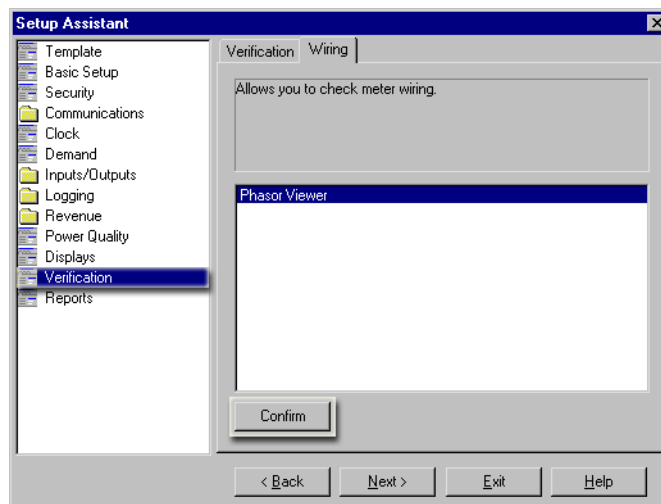 Setup Assistant
Template
Basic Setup
Security
Communications
Clock
Demand
Inputs/Outputs
Logging
Revenue
Power Quality
Displays
Verification
Reports
Verification
Wiring
Allows you to check meter wiring.
Phasor Viewer
Confirm
< Back
Next >
Exit
Help